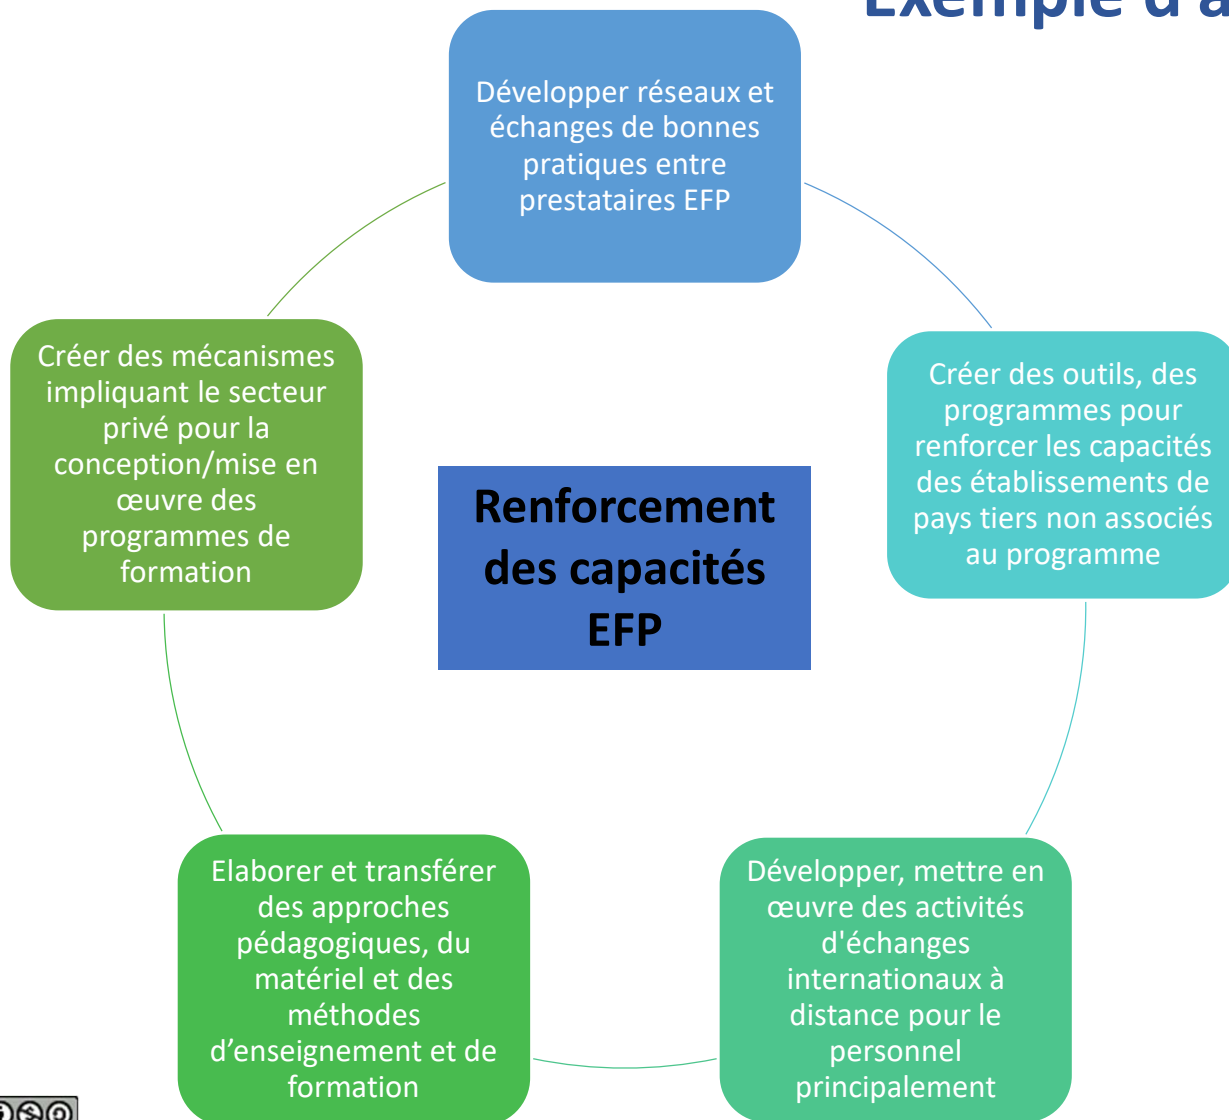 Exemple d'a
Développer réseaux et
échanges de bonnes
pratiques entre
prestataires EFP
Créer des mécanismes
impliquant le secteur
privé pour la
conception/mise en
œuvre des
programmes de
formation
Créer des outils, des
programmes pour
renforcer les capacités
des établissements de
pays tiers non associés
au programme
Renforcement
des capacités
EFP
Elaborer et transférer
des approches
pédagogiques, du
matériel et des
méthodes
d’enseignement et de
formation
Développer, mettre en
œuvre des activités
d'échanges
internationaux à
distance pour le
personnel
principalement